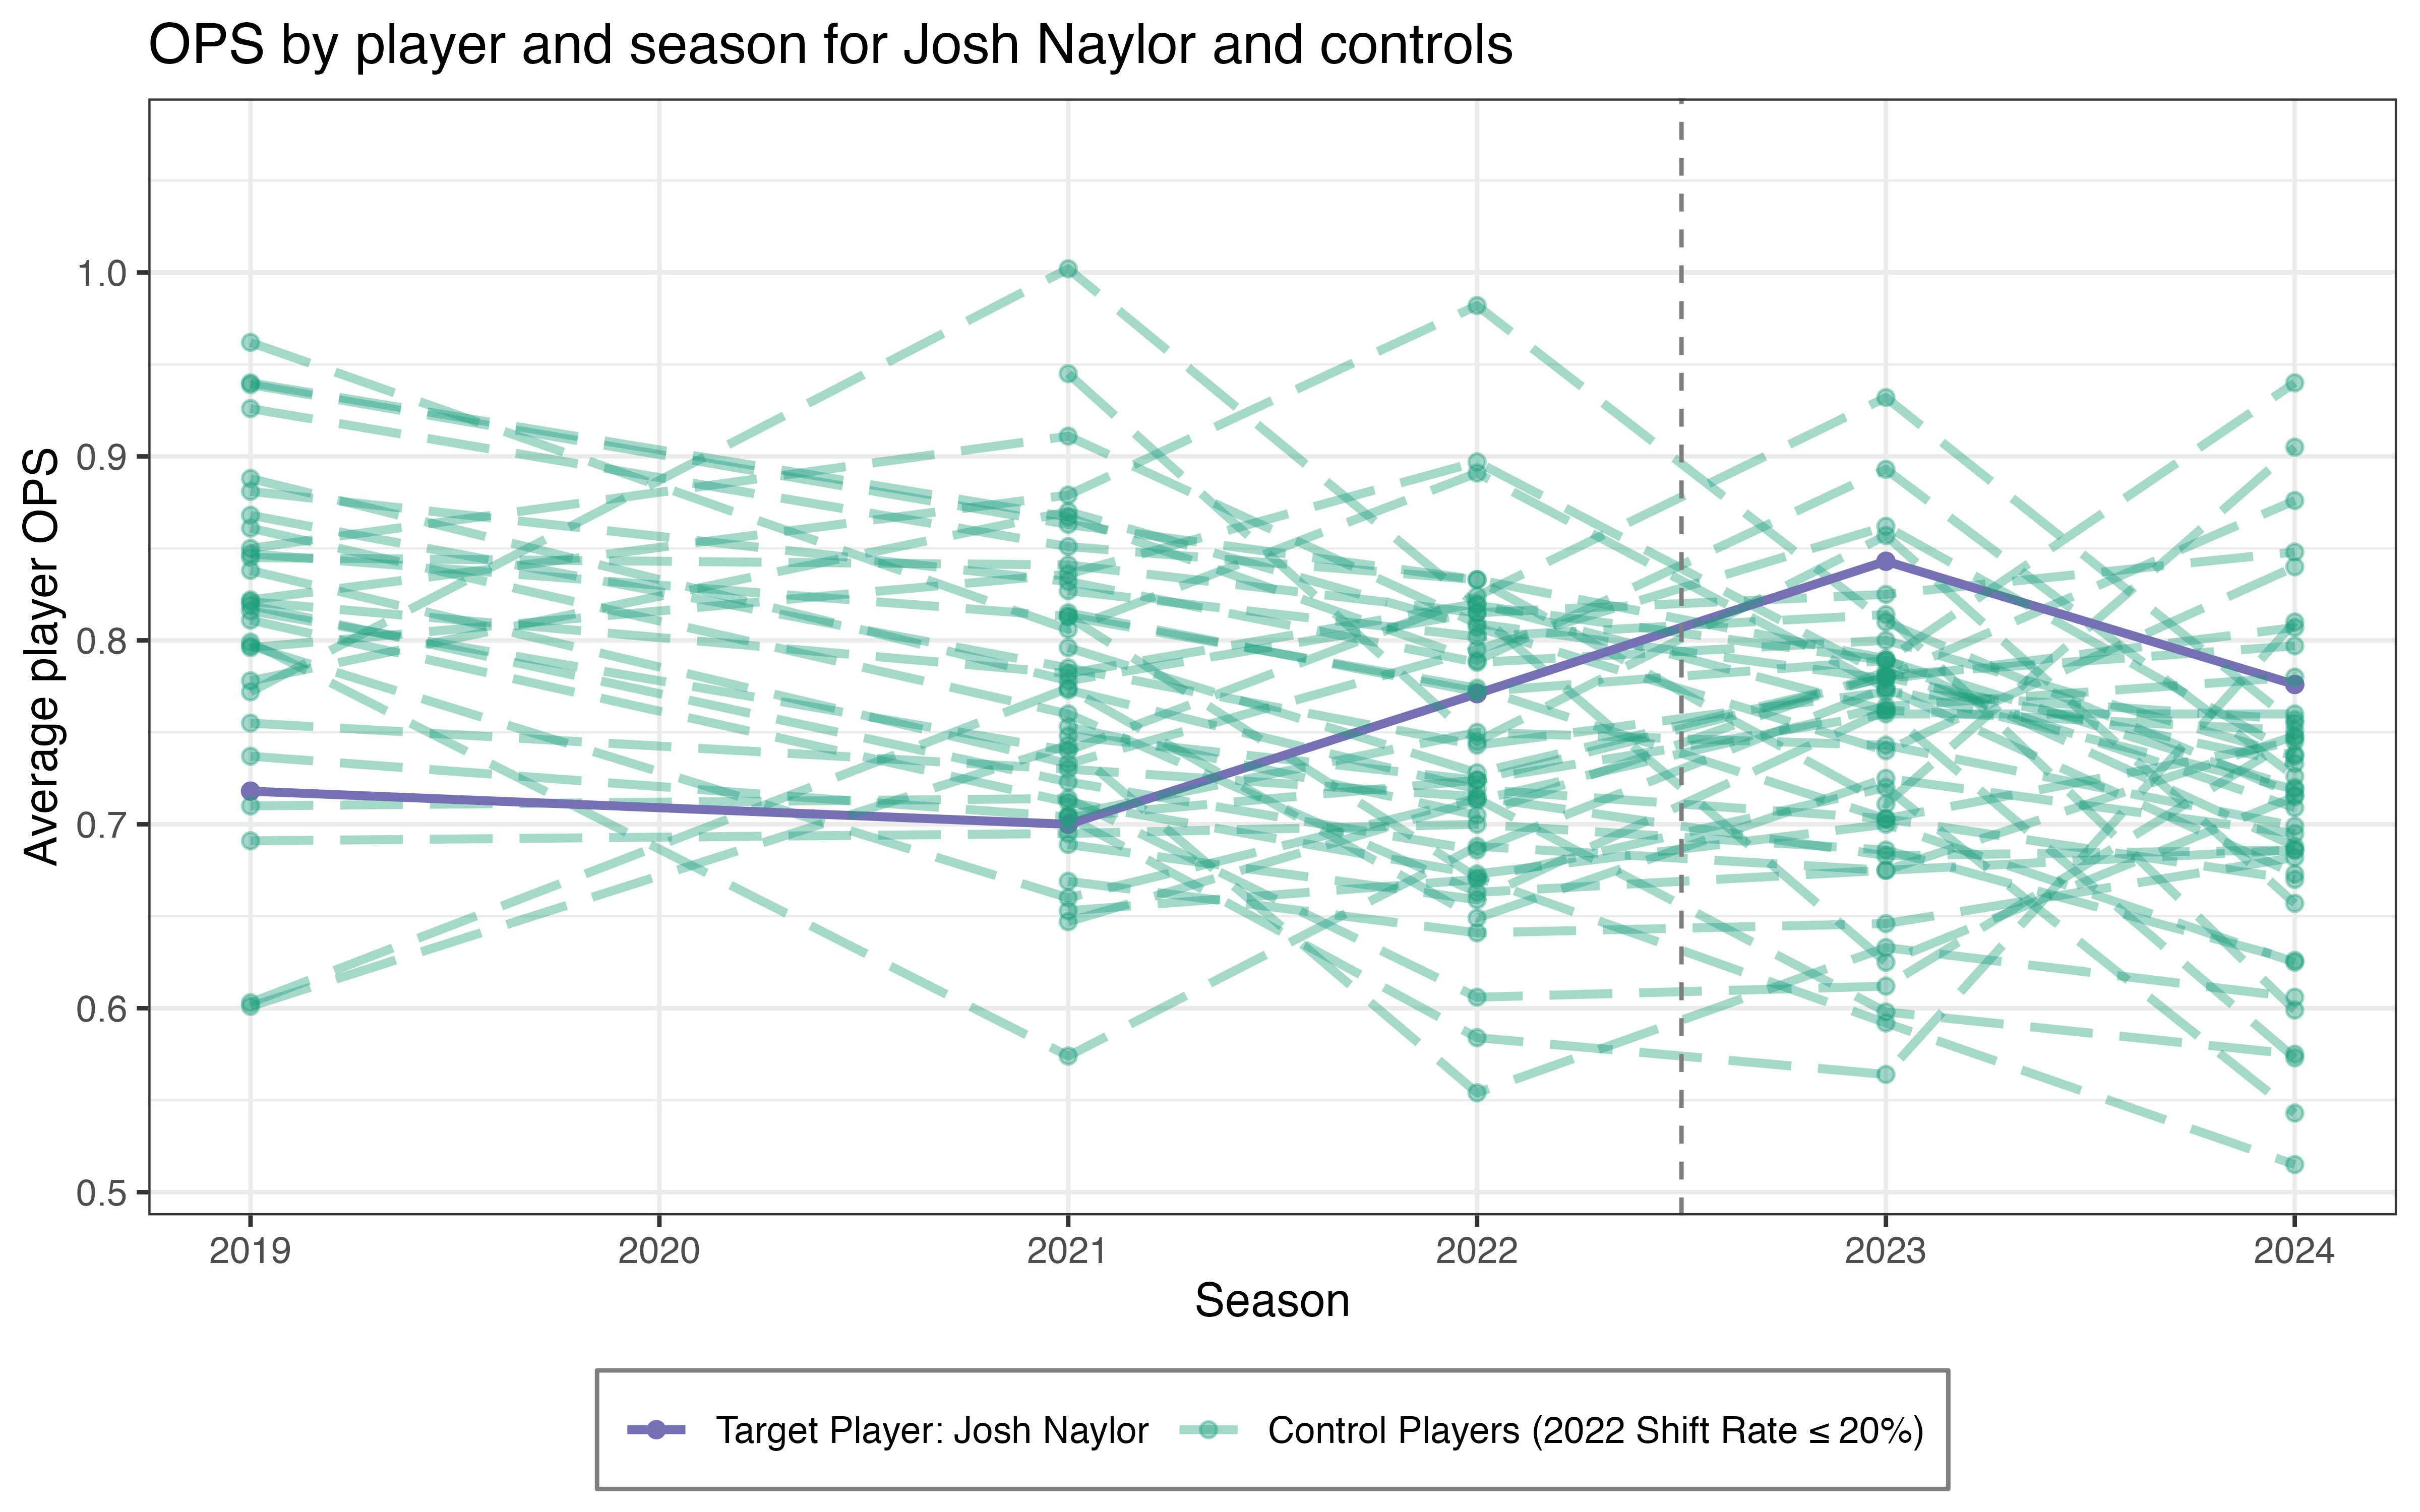 OPS by player and season for Josh Naylor and controls
Average player OPS
1.0
0.9
0.8
0.7
0.6
0.5
2019 2020 2021 2022 2023 2024
Season
Target Player: Josh Naylor Control Players (2022 Shift Rate ≤ 20%)